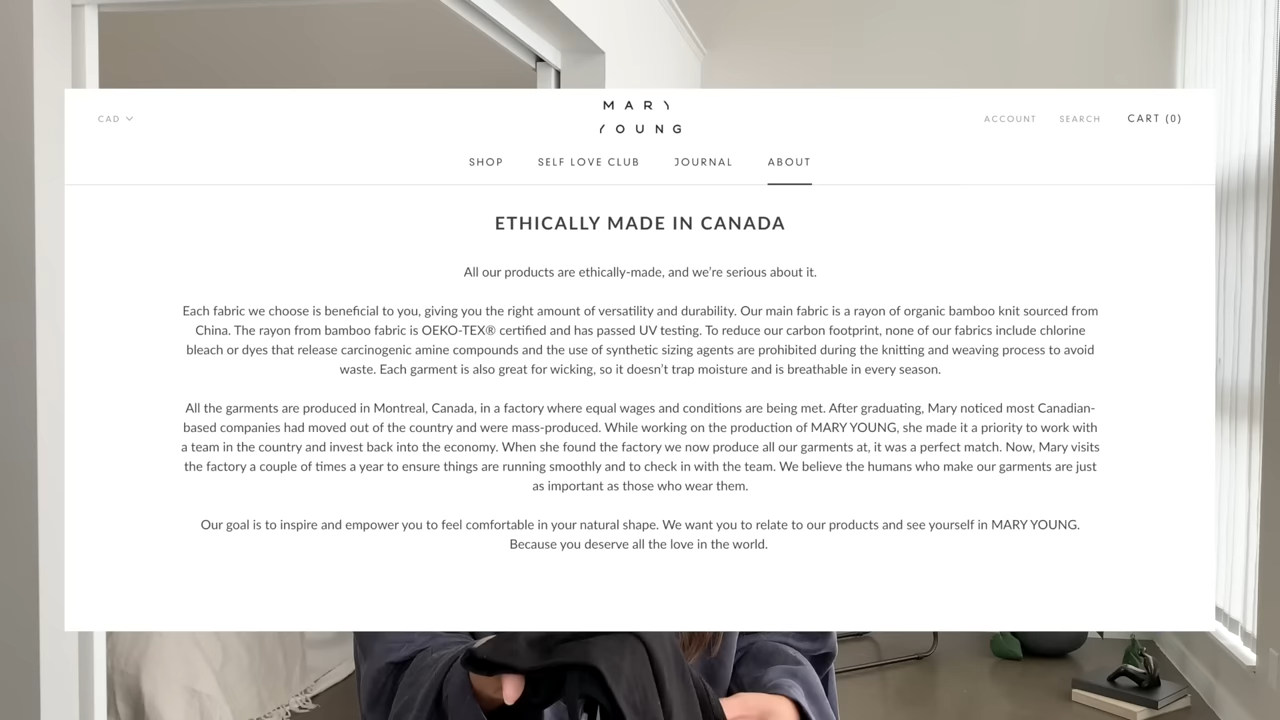 MARY
YOUNG
CAD
ACCOUNT SEARCH CART (0)
SHOP SELF LOVE CLUB JOURNAL ABOUT
ETHICALLY MADE IN CANADA
All our products are ethically-made, and we’re serious about it.
Each fabric we choose is beneficial to you, giving you the right amount of versatility and durability. Our main fabric is a rayon of organic bamboo knit sourced from
China. The rayon from bamboo fabric is OEKO-TEX® certified and has passed UV testing. To reduce our carbon footprint, none of our fabrics include chlorine
bleach or dyes that release carcinogenic amine compounds and the use of synthetic sizing agents are prohibited during the knitting and weaving process to avoid
waste. Each garment is also great for wicking, so it doesn’t trap moisture and is breathable in every season.
All the garments are produced in Montreal, Canada, in a factory where equal wages and conditions are being met. After graduating, Mary noticed most Canadian-
based companies had moved out of the country and were mass-produced. While working on the production of MARY YOUNG, she made it a priority to work with
a team in the country and invest back into the economy. When she found the factory we now produce all our garments at, it was a perfect match. Now, Mary visits
the factory a couple of times a year to ensure things are running smoothly and to check in with the team. We believe the humans who make our garments are just
as important as those who wear them.
Our goal is to inspire and empower you to feel comfortable in your natural shape. We want you to relate to our products and see yourself in MARY YOUNG.
Because you deserve all the love in the world.